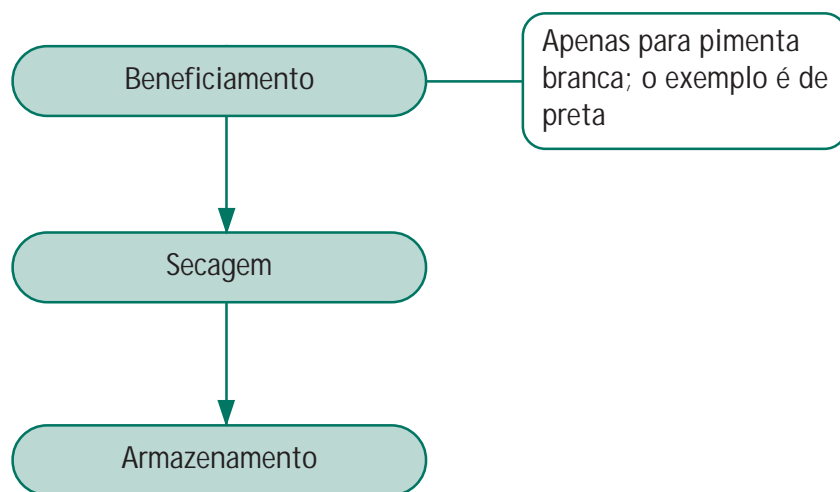 Beneficiamento
Apenas para pimenta
branca; o exemplo é de
preta
Secagem
Armazenamento